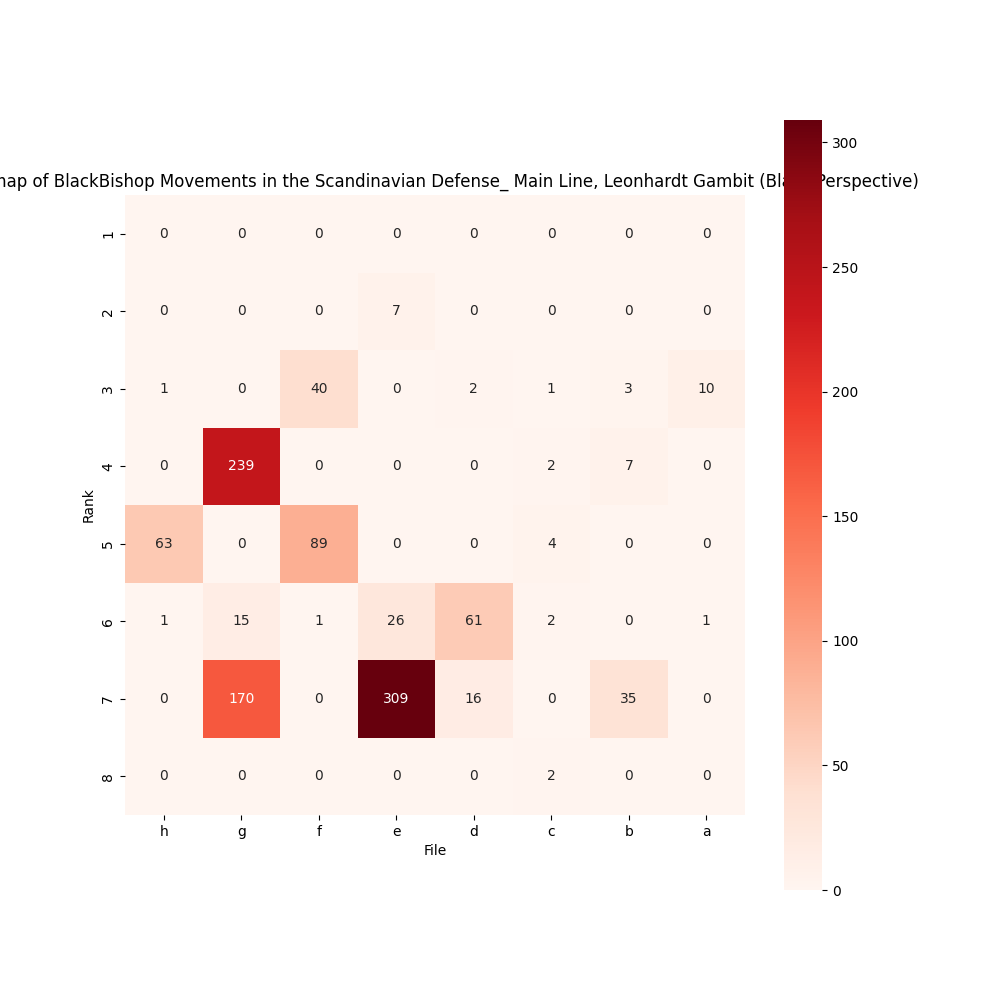 map of BlackBishop Movements in the Scandinavian Defense_ Main Line, Leonhardt Gambit (Black Perspective)
1 0 0 0 0 0 0 0 0
2 0 0 0 7 0 0 0 0
3 1 0 40 0 2 1 3 10
4 0 239 0 0 0 2 7 0
5 63 0 89 0 0 4 0 0
6 1 15 1 26 61 2 0 1
7 0 170 0 309 16 0 35 0
8 0 0 0 0 0 2 0 0
h g f e d c b a
File
Rank
300
250
200
150
100
50
0